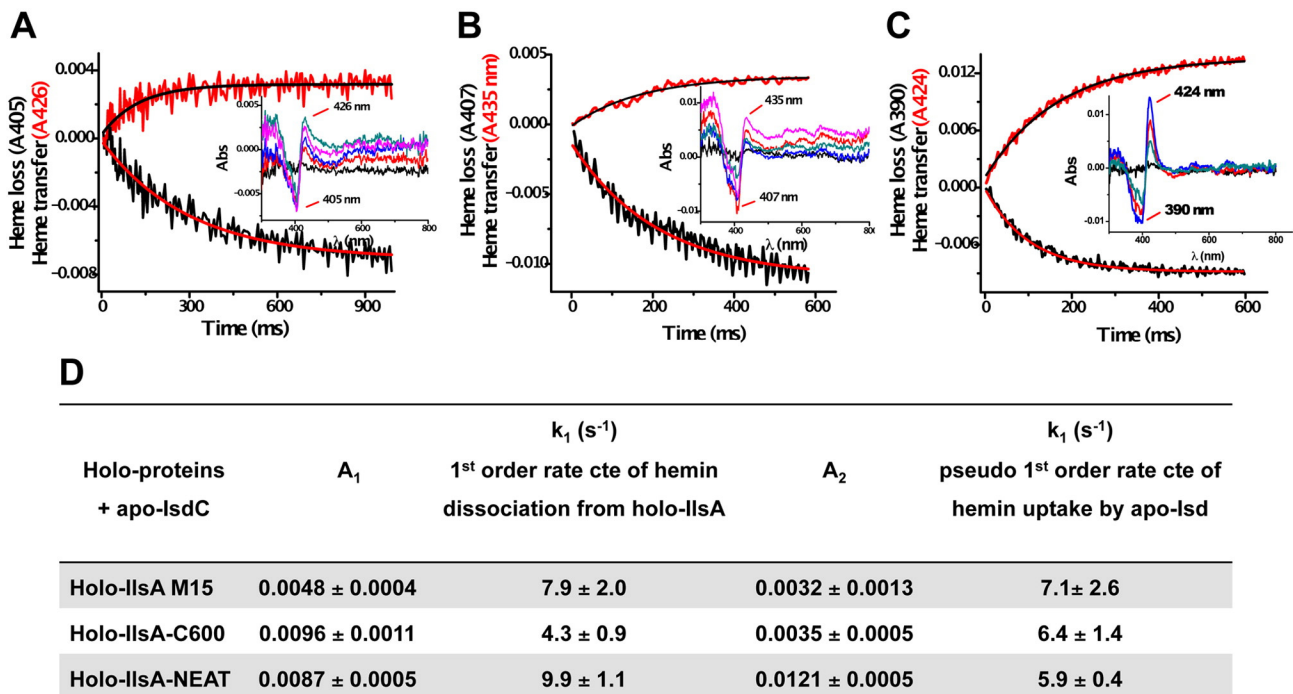 A
Heme loss (A405)
Heme transfer(A426)
0.004
0.000
−0.004
−0.008
0
300
600
900
Time (ms)
Abs
0.005
0.000
-0.005
400
600
800
λ (nm)
426 nm
405 nm
B
Heme loss (A407)
Heme transfer(A435 nm)
0.005
0.000
−0.005
−0.010
0
200
400
600
Time (ms)
Abs
0.01
0.00
-0.01
400
600
800
λ (nm)
435 nm
407 nm
C
Heme loss (A390)
Heme transfer(A424)
0.012
0.006
0.000
−0.006
0
200
400
600
Time (ms)
Abs
0.01
0.00
-0.01
400
600
800
λ (nm)
424 nm
390 nm
D
k1 (s-1) k1 (s-1)
Holo-proteins A1 1st order rate cte of hemin A2 pseudo 1st order rate cte of
+ apo-IsdC dissociation from holo-IlsA hemin uptake by apo-Isd
Holo-IlsA M15 0.0048 ± 0.0004 7.9 ± 2.0 0.0032 ± 0.0013 7.1± 2.6
Holo-IlsA-C600 0.0096 ± 0.0011 4.3 ± 0.9 0.0035 ± 0.0005 6.4 ± 1.4
Holo-IlsA-NEAT 0.0087 ± 0.0005 9.9 ± 1.1 0.0121 ± 0.0005 5.9 ± 0.4